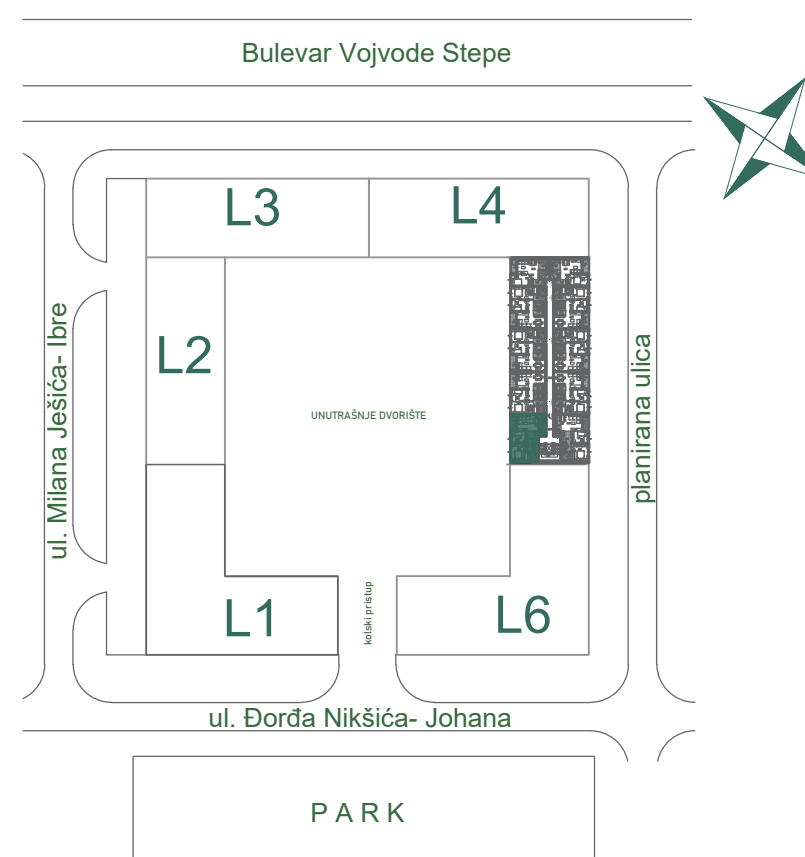 Bulevar Vojvode Stepe
L3
L4
L2
ul. Milana Ješića- Ibre
UNUTRAŠNJE DVORIŠTE
planirana ulica
L1
kolski pristup
L6
ul. Đorđa Nikšića- Johana
PARK